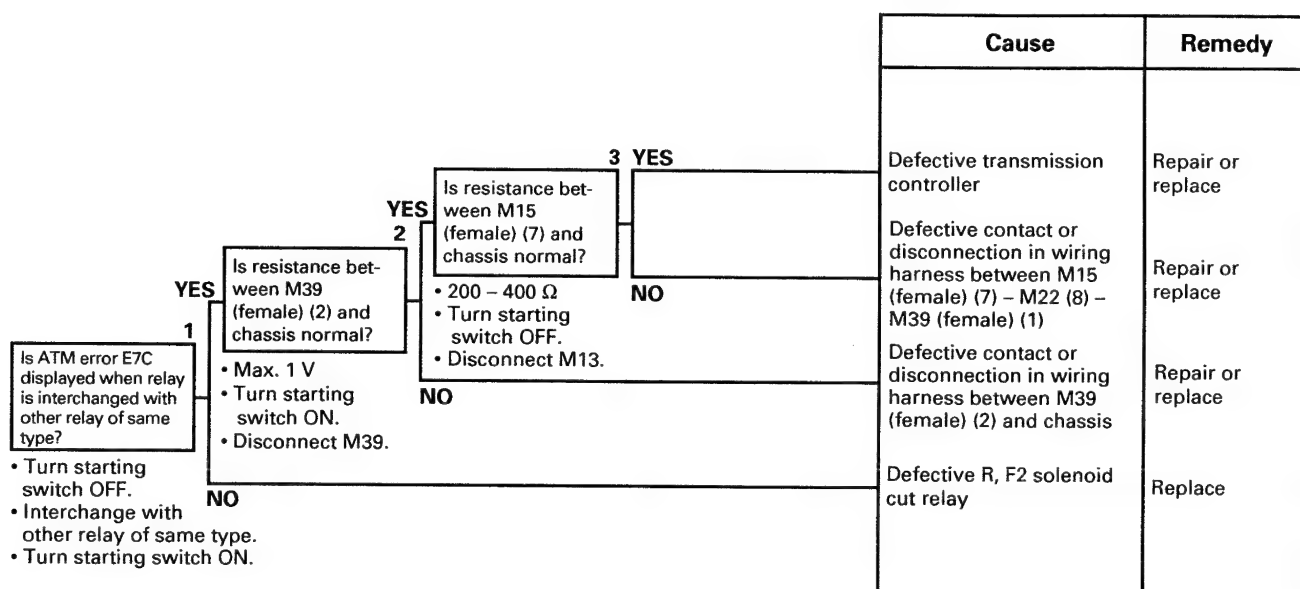 Cause
Remedy
3 YES
Is resistance bet-
ween M15
(female) (7) and
chassis normal?
Defective transmission
controller
Repair or
replace
YES
2
Is resistance bet-
ween M39
(female) (2) and
chassis normal?
• 200 – 400 Ω
• Turn starting
switch OFF.
• Disconnect M13.
NO
Defective contact or
disconnection in wiring
harness between M15
(female) (7) – M22 (8) –
M39 (female) (1)
Repair or
replace
YES
1
Is ATM error E7C
displayed when relay
is interchanged with
other relay of same
type?
• Max. 1 V
• Turn starting
switch ON.
• Disconnect M39.
NO
Defective contact or
disconnection in wiring
harness between M39
(female) (2) and chassis
Repair or
replace
• Turn starting
switch OFF.
• Interchange with
other relay of same type.
• Turn starting switch ON.
NO
Defective R, F2 solenoid
cut relay
Replace